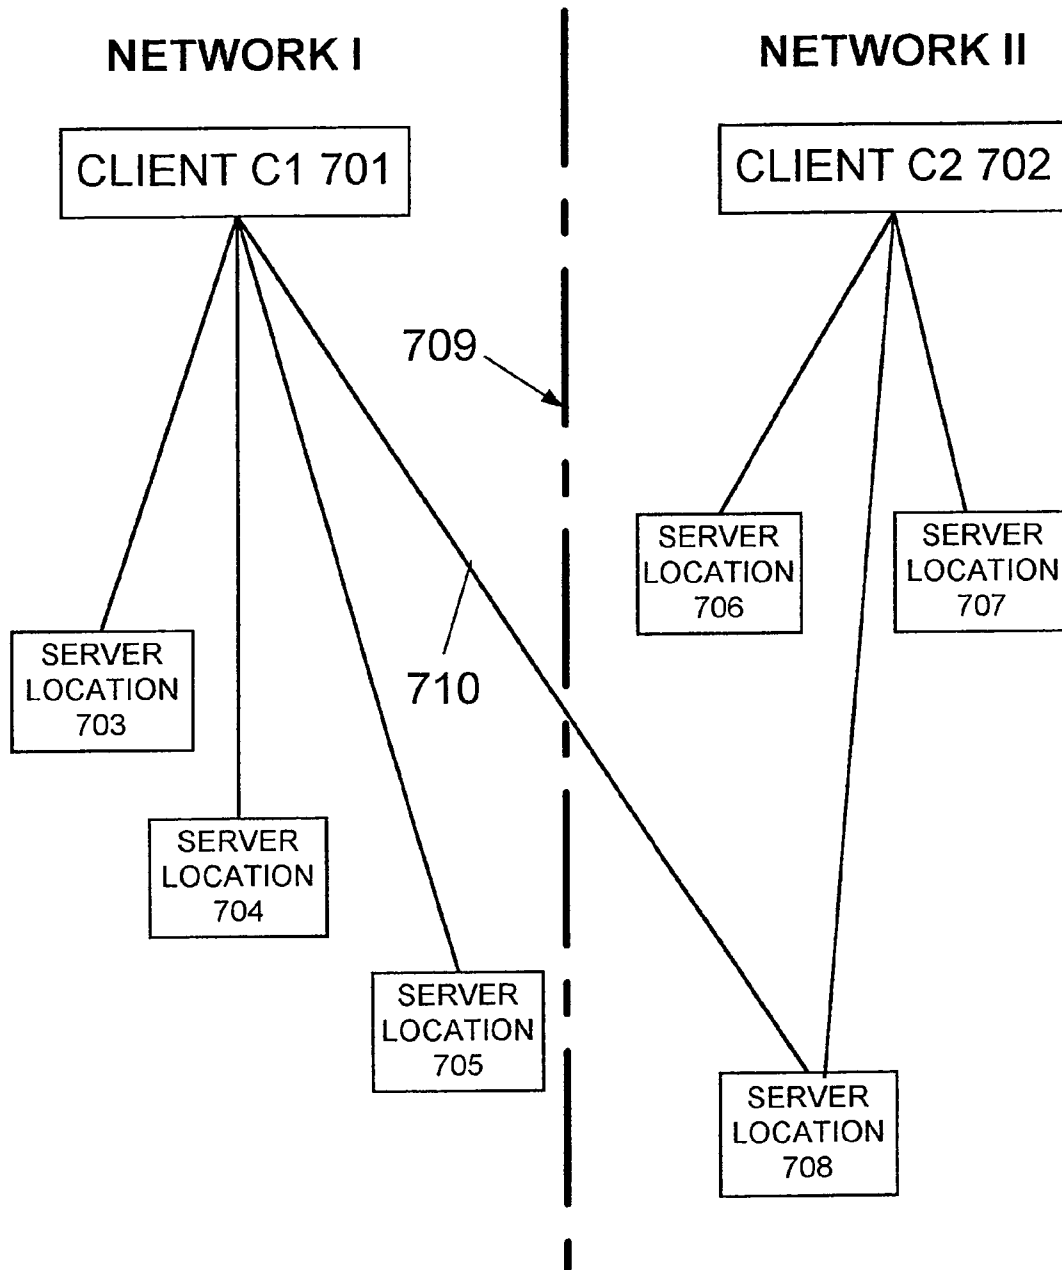 NETWORK I
NETWORK II
CLIENT C1 701
CLIENT C2 702
709
SERVER
LOCATION
706
SERVER
LOCATION
707
SERVER
LOCATION
703
710
SERVER
LOCATION
704
SERVER
LOCATION
705
SERVER
LOCATION
708